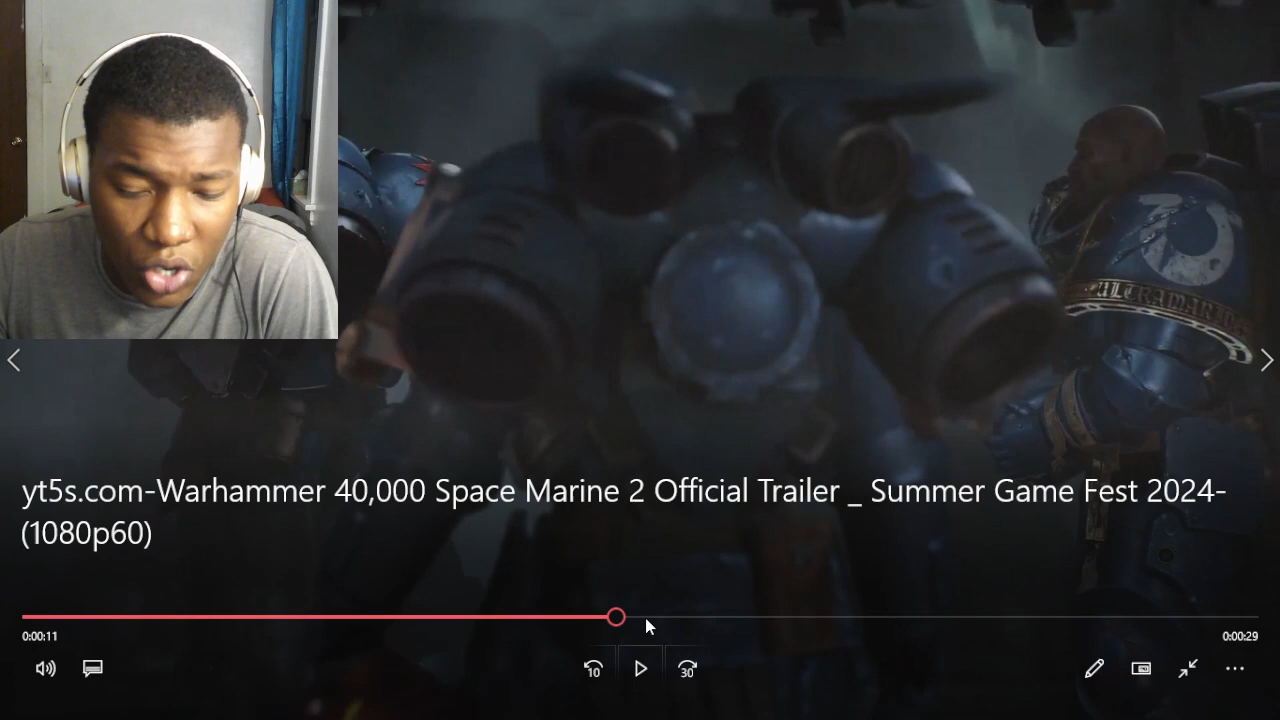 ULTRAMARINES
yt5s.com-Warhammer 40,000 Space Marine 2 Official Trailer _ Summer Game Fest 2024-
(1080p60)
0:00:11
0:00:29
10
30